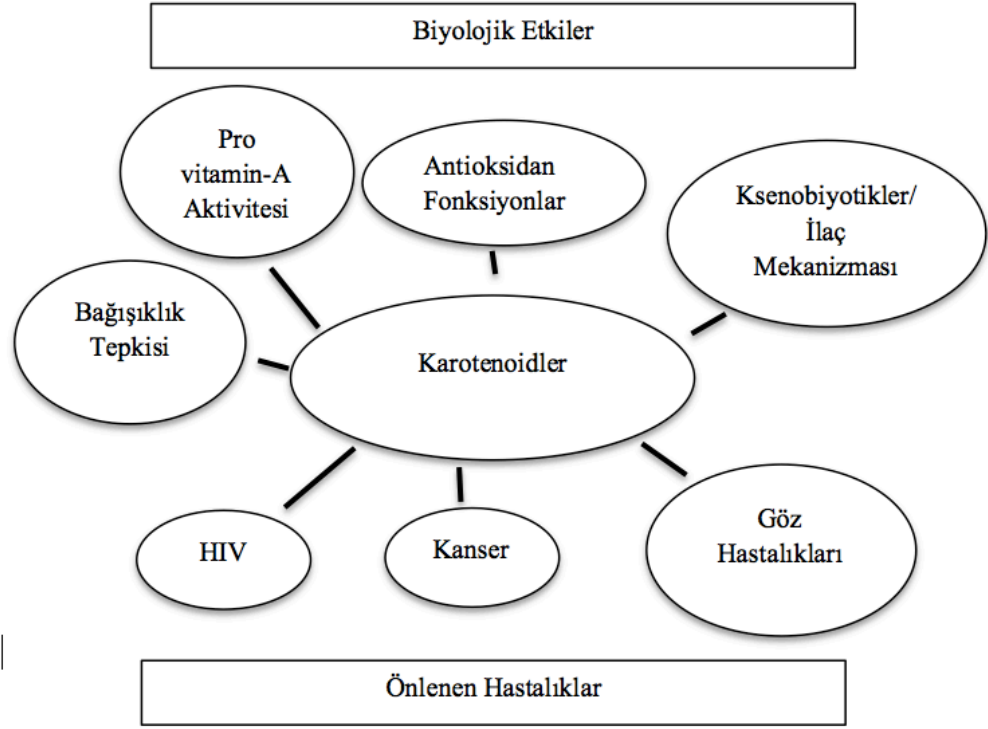 Biyolojik Etkiler
Pro
vitamin-A
Aktivitesi
Antioksidan
Fonksiyonlar
Ksenobiyotikler/
İlaç
Mekanizması
Bağışıklık
Tepkisi
Karotenoidler
HIV
Kanser
Göz
Hastalıkları
Önlenen Hastalıklar